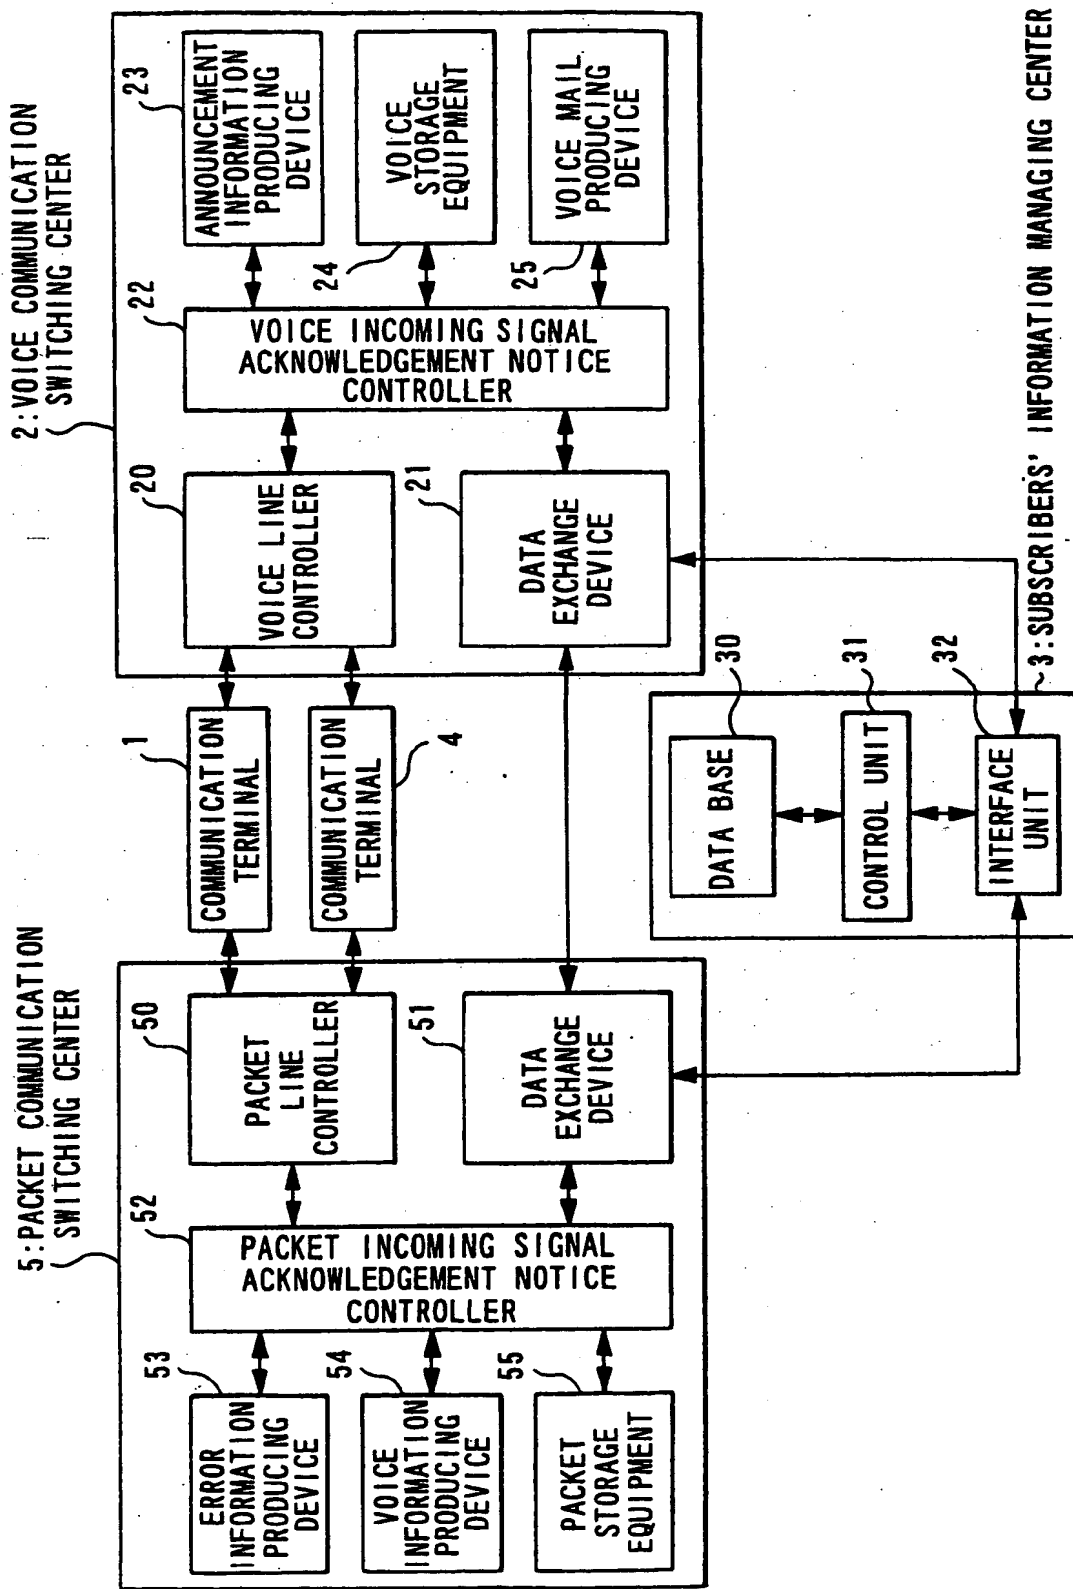 5:PACKET COMMUNICATION
SWITCHING CENTER
53
ERROR
INFORMATION
PRODUCING
DEVICE
54
VOICE
INFORMATION
PRODUCING
DEVICE
55
PACKET
STORAGE
EQUIPMENT
52
PACKET INCOMING SIGNAL
ACKNOWLEDGEMENT NOTICE
CONTROLLER
50
PACKET
LINE
CONTROLLER
51
DATA
EXCHANGE
DEVICE
1
COMMUNICATION
TERMINAL
4
COMMUNICATION
TERMINAL
2:VOICE COMMUNICATION
SWITCHING CENTER
20
VOICE LINE
CONTROLLER
21
DATA
EXCHANGE
DEVICE
22
VOICE INCOMING SIGNAL
ACKNOWLEDGEMENT NOTICE
CONTROLLER
23
ANNOUNCEMENT
INFORMATION
PRODUCING
DEVICE
24
VOICE
STORAGE
EQUIPMENT
25
VOICE MAIL
PRODUCING
DEVICE
30
DATA BASE
31
CONTROL UNIT
32
INTERFACE
UNIT
3:SUBSCRIBERS' INFORMATION MANAGING CENTER